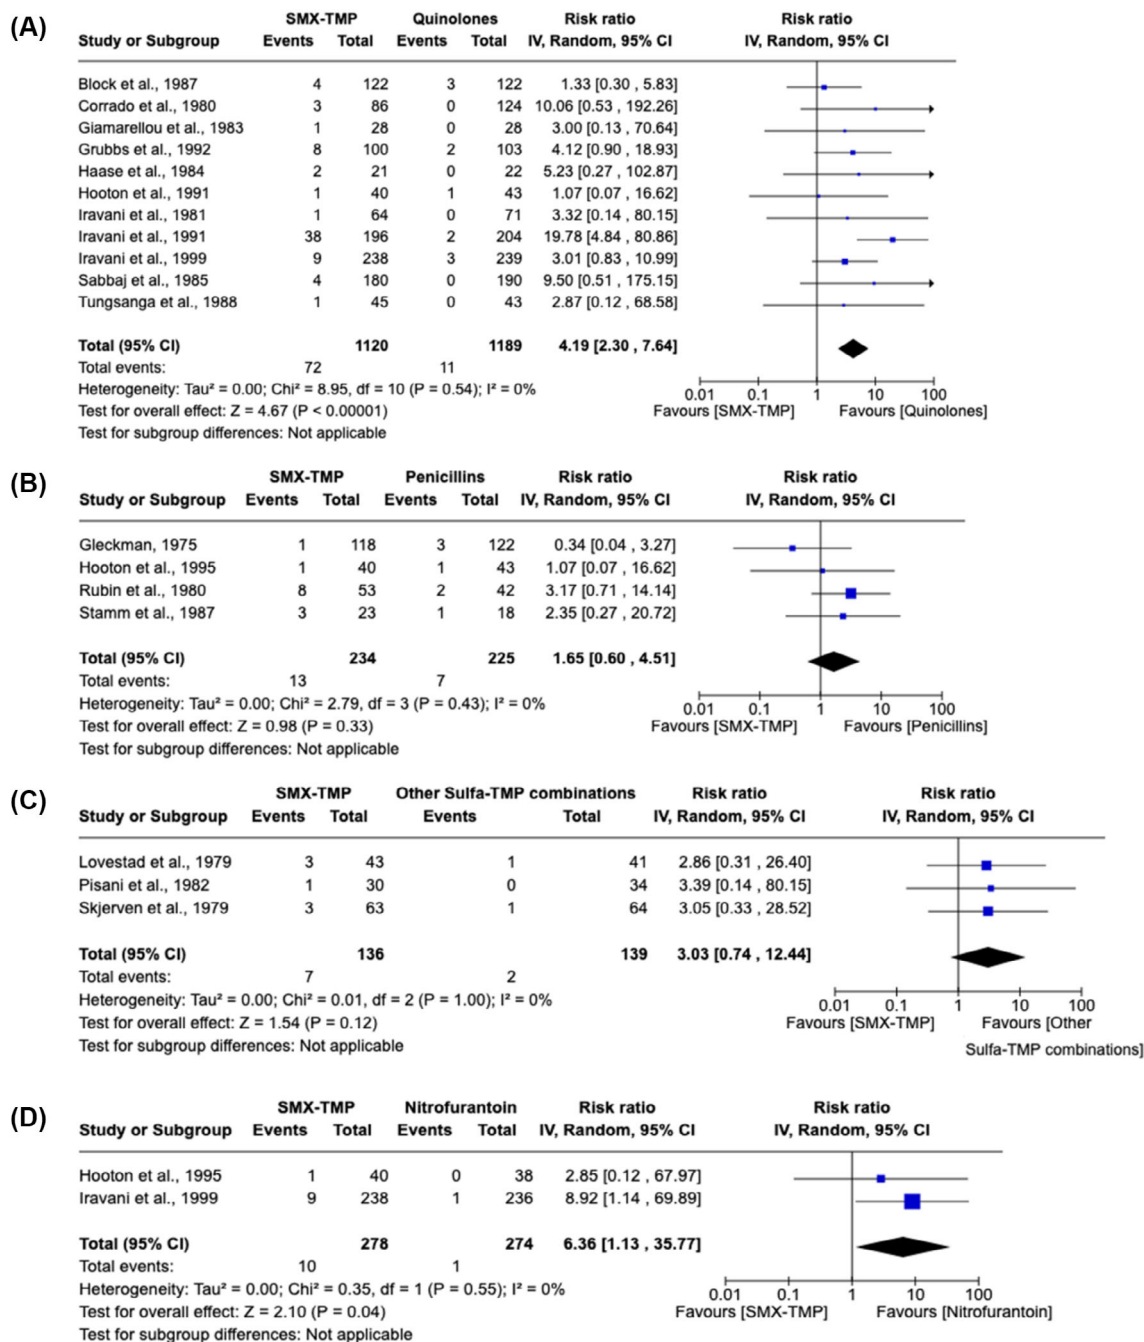 (A)
SMX-TMP Quinolones Risk ratio Risk ratio
Study or Subgroup Events Total Events Total IV, Random, 95% CI IV, Random, 95% CI
Block et al., 1987 4 122 3 122 1.33 [0.30 , 5.83]
Corrado et al., 1980 3 86 0 124 10.06 [0.53 , 192.26]
Giamarellou et al., 1983 1 28 0 28 3.00 [0.13 , 70.64]
Grubbs et al., 1992 8 100 2 103 4.12 [0.90 , 18.93]
Haase et al., 1984 2 21 0 22 5.23 [0.27 , 102.87]
Hooton et al., 1991 1 40 1 43 1.07 [0.07 , 16.62]
Iravani et al., 1981 1 64 0 71 3.32 [0.14 , 80.15]
Iravani et al., 1991 38 196 2 204 19.78 [4.84 , 80.86]
Iravani et al., 1999 9 238 3 239 3.01 [0.83 , 10.99]
Sabbaj et al., 1985 4 180 0 190 9.50 [0.51 , 175.15]
Tungsanga et al., 1988 1 45 0 43 2.87 [0.12 , 68.58]
Total (95% CI) 1120 1189 4.19 [2.30 , 7.64]
Total events: 72 11
Heterogeneity: Tau² = 0.00; Chi² = 8.95, df = 10 (P = 0.54); I² = 0%
0.01 0.1 1 10 100
Test for overall effect: Z = 4.67 (P < 0.00001)
Favours [SMX-TMP] Favours [Quinolones]
Test for subgroup differences: Not applicable
(B)
SMX-TMP Penicillins Risk ratio Risk ratio
Study or Subgroup Events Total Events Total IV, Random, 95% CI IV, Random, 95% CI
Gleckman, 1975 1 118 3 122 0.34 [0.04 , 3.27]
Hooton et al., 1995 1 40 1 43 1.07 [0.07 , 16.62]
Rubin et al., 1980 8 53 2 42 3.17 [0.71 , 14.14]
Stamm et al., 1987 3 23 1 18 2.35 [0.27 , 20.72]
Total (95% CI) 234 225 1.65 [0.60 , 4.51]
Total events: 13 7
Heterogeneity: Tau² = 0.00; Chi² = 2.79, df = 3 (P = 0.43); I² = 0%
0.01 0.1 1 10 100
Test for overall effect: Z = 0.98 (P = 0.33)
Favours [SMX-TMP] Favours [Penicillins]
Test for subgroup differences: Not applicable
(C)
SMX-TMP Other Sulfa-TMP combinations Risk ratio Risk ratio
Study or Subgroup Events Total Events Total IV, Random, 95% CI IV, Random, 95% CI
Lovestad et al., 1979 3 43 1 41 2.86 [0.31 , 26.40]
Pisani et al., 1982 1 30 0 34 3.39 [0.14 , 80.15]
Skjerven et al., 1979 3 63 1 64 3.05 [0.33 , 28.52]
Total (95% CI) 136 139 3.03 [0.74 , 12.44]
Total events: 7 2
Heterogeneity: Tau² = 0.00; Chi² = 0.01, df = 2 (P = 1.00); I² = 0%
0.01 0.1 1 10 100
Test for overall effect: Z = 1.54 (P = 0.12)
Favours [SMX-TMP] Favours [Other
Test for subgroup differences: Not applicable
Sulfa-TMP combinations]
(D)
SMX-TMP Nitrofurantoin Risk ratio Risk ratio
Study or Subgroup Events Total Events Total IV, Random, 95% CI IV, Random, 95% CI
Hooton et al., 1995 1 40 0 38 2.85 [0.12 , 67.97]
Iravani et al., 1999 9 238 1 236 8.92 [1.14 , 69.89]
Total (95% CI) 278 274 6.36 [1.13 , 35.77]
Total events: 10 1
Heterogeneity: Tau² = 0.00; Chi² = 0.35, df = 1 (P = 0.55); I² = 0%
0.01 0.1 1 10 100
Test for overall effect: Z = 2.10 (P = 0.04)
Favours [SMX-TMP] Favours [Nitrofurantoin]
Test for subgroup differences: Not applicable